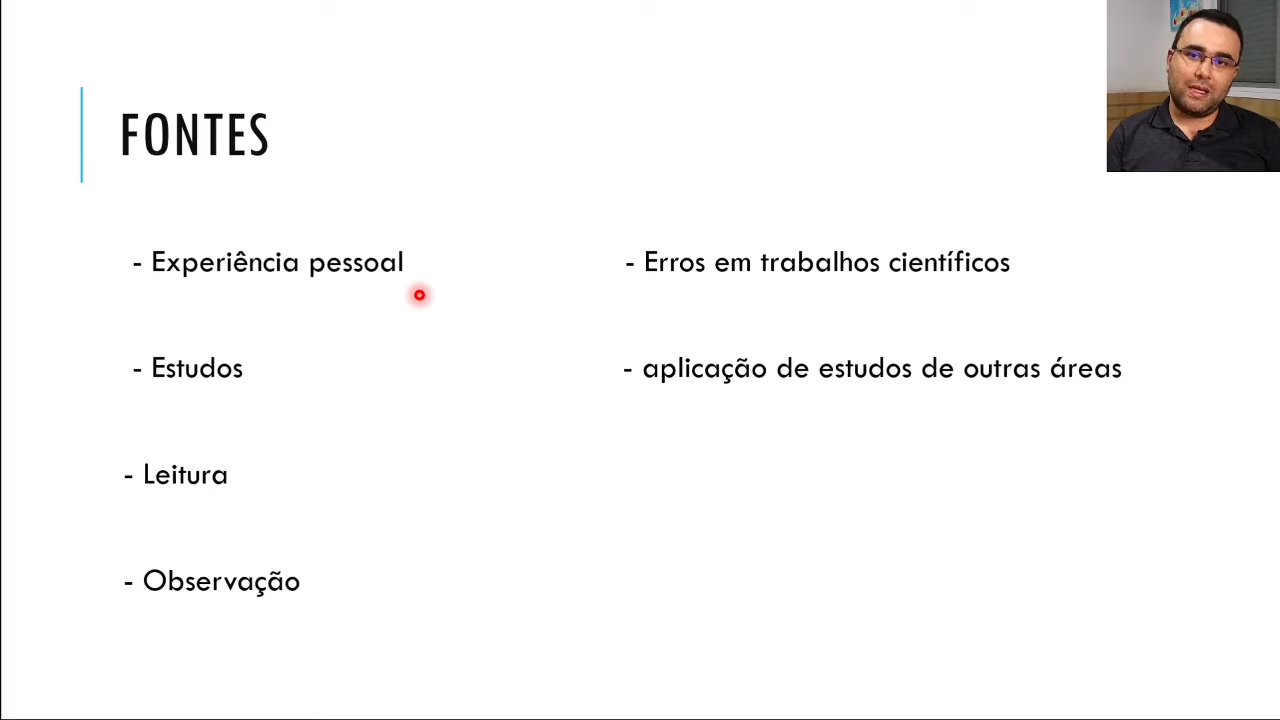 FONTES
- Experiência pessoal
- Estudos
- Leitura
- Observação
- Erros em trabalhos científicos
- aplicação de estudos de outras áreas